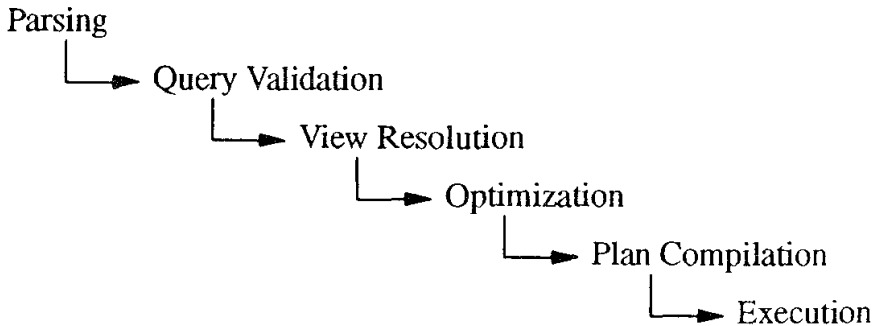 Parsing
Query Validation
View Resolution
Optimization
Plan Compilation
Execution